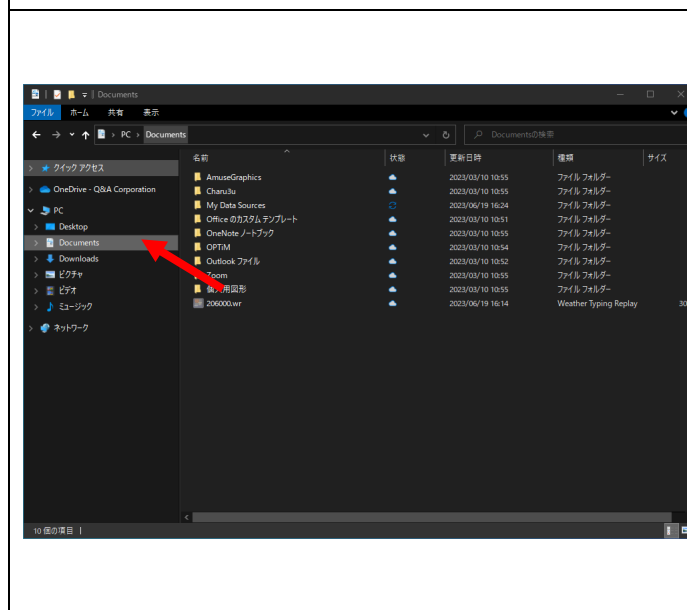 Documents
ファイル ホーム 共有 表示
PC › Documents
Documentsの検索
クイック アクセス
OneDrive - Q&A Corporation
PC
Desktop
Documents
Downloads
ピクチャ
ビデオ
ミュージック
ネットワーク
名前 状態 更新日時 種類 サイズ
AmuseGraphics 2023/03/10 10:55 ファイル フォルダー
Charu3u 2023/03/10 10:55 ファイル フォルダー
My Data Sources 2023/06/19 16:24 ファイル フォルダー
Office のカスタム テンプレート 2023/03/10 10:51 ファイル フォルダー
OneNote ノートブック 2023/03/10 10:55 ファイル フォルダー
OPTiM 2023/03/10 10:54 ファイル フォルダー
Outlook ファイル 2023/03/10 10:52 ファイル フォルダー
Zoom 2023/03/10 10:55 ファイル フォルダー
個人用図形 2023/03/10 10:55 ファイル フォルダー
206000.wr 2023/06/19 16:14 Weather Typing Replay 30
10 個の項目